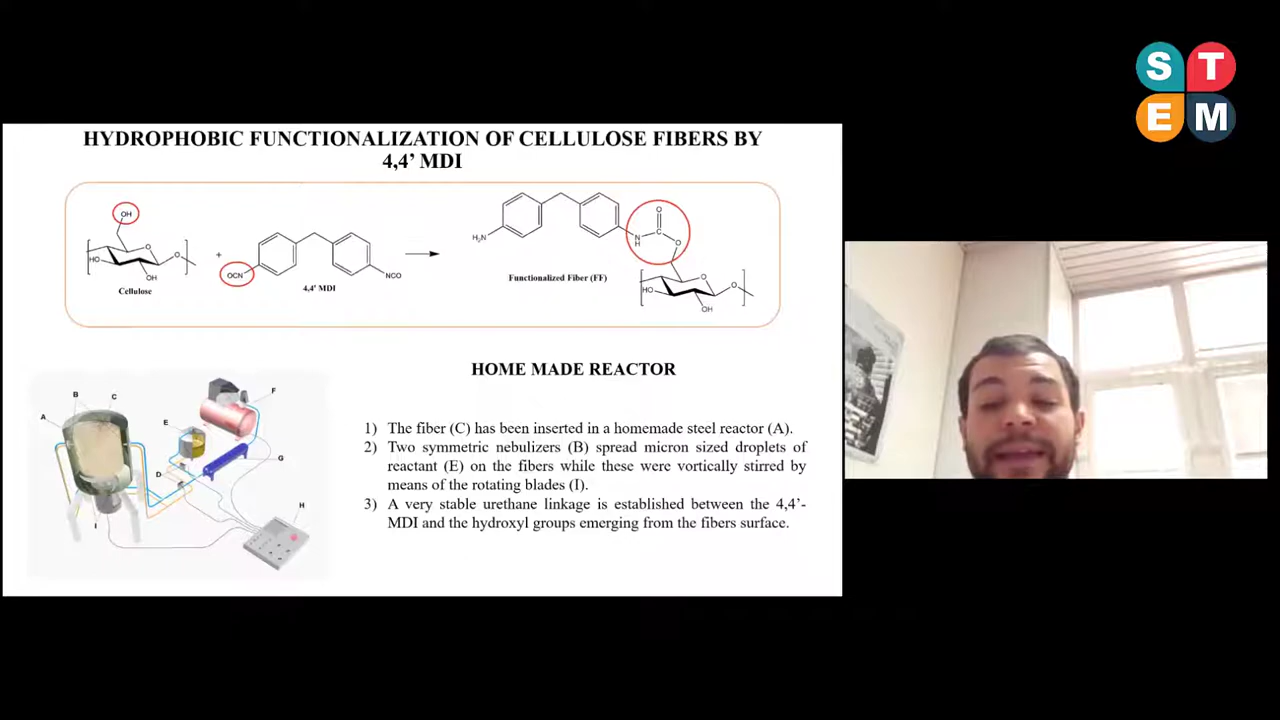 S T
E M
HYDROPHOBIC FUNCTIONALIZATION OF CELLULOSE FIBERS BY
4,4’ MDI
OH
HO
O
OH
O
Cellulose
+
OCN
NCO
4,4' MDI
H₂N
N
H
C
O
O
Functionalized Fiber (FF)
HO
O
OH
O
HOME MADE REACTOR
1) The fiber (C) has been inserted in a homemade steel reactor (A).
2) Two symmetric nebulizers (B) spread micron sized droplets of
reactant (E) on the fibers while these were vortically stirred by
means of the rotating blades (I).
3) A very stable urethane linkage is established between the 4,4’-
MDI and the hydroxyl groups emerging from the fibers surface.
A
B
C
D
E
F
G
H
I